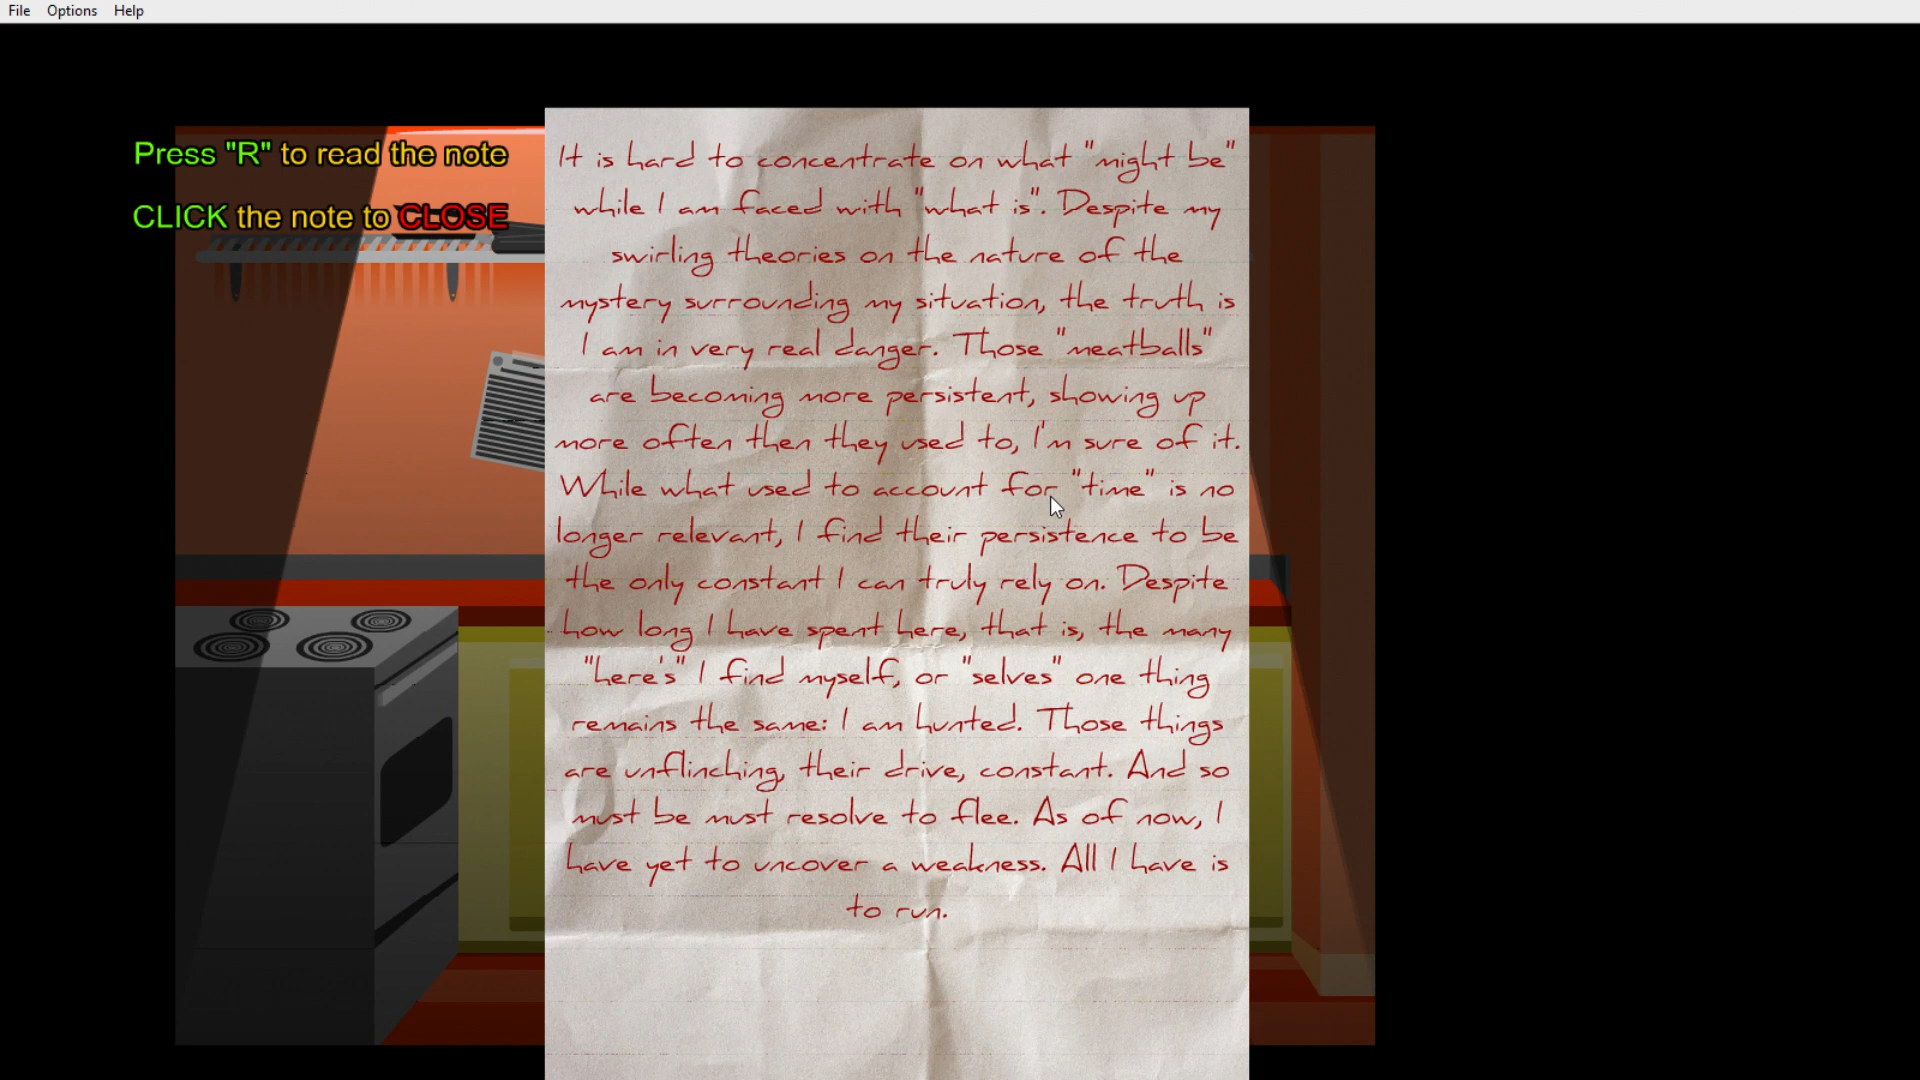 File Options Help
Press "R" to read the note
CLICK the note to CLOSE
It is hard to concentrate on what "might be"
while I am faced with "what is". Despite my
swirling theories on the nature of the
mystery surrounding my situation, the truth is
I am in very real danger. Those "meatballs"
are becoming more persistent, showing up
more often then they used to, I'm sure of it.
While what used to account for "time" is no
longer relevant, I find their persistence to be
the only constant I can truly rely on. Despite
how long I have spent here, that is, the many
"here's" I find myself, or "selves" one thing
remains the same: I am hunted. Those things
are unflinching, their drive, constant. And so
must be must resolve to flee. As of now, I
have yet to uncover a weakness. All I have is
to run.